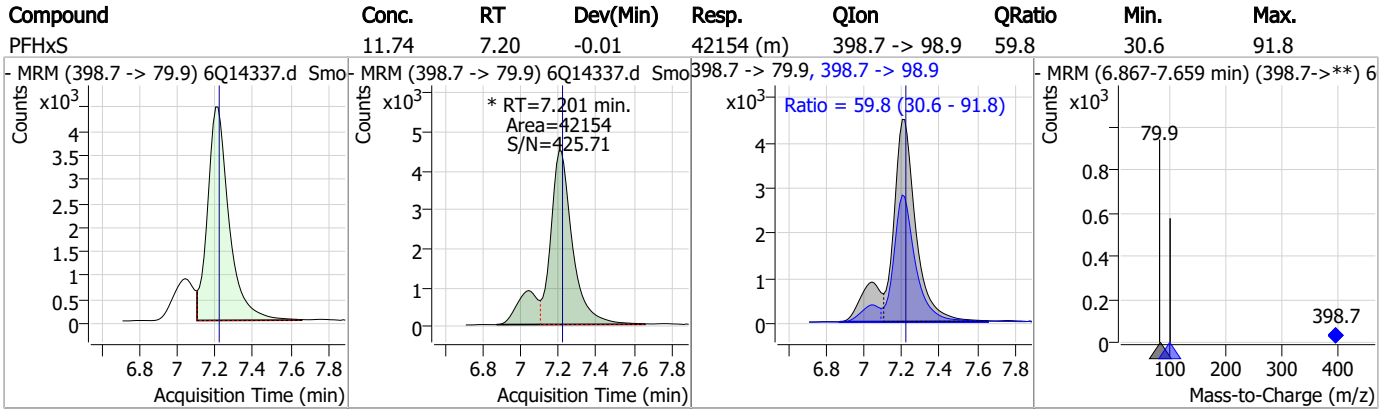 Compound Conc. RT Dev(Min) Resp. QIon QRatio Min. Max.
PFHxS 11.74 7.20 -0.01 42154 (m) 398.7 -> 98.9 59.8 30.6 91.8
- MRM (398.7 -> 79.9) 6Q14337.d Smo
Counts
x10³
4
3.5
3
2.5
2
1.5
1
0.5
0
6.8 7 7.2 7.4 7.6 7.8
Acquisition Time (min)
- MRM (398.7 -> 79.9) 6Q14337.d Smo
Counts
x10³
* RT=7.201 min.
Area=42154
S/N=425.71
5
4
3
2
1
0
6.8 7 7.2 7.4 7.6 7.8
Acquisition Time (min)
398.7 -> 79.9, 398.7 -> 98.9
Counts
x10³
Ratio = 59.8 (30.6 - 91.8)
4
3
2
1
0
6.8 7 7.2 7.4 7.6 7.8
Acquisition Time (min)
- MRM (6.867-7.659 min) (398.7->**) 6
Counts
x10³
79.9
0.8
0.6
0.4
0.2
0
398.7
100 200 300 400
Mass-to-Charge (m/z)